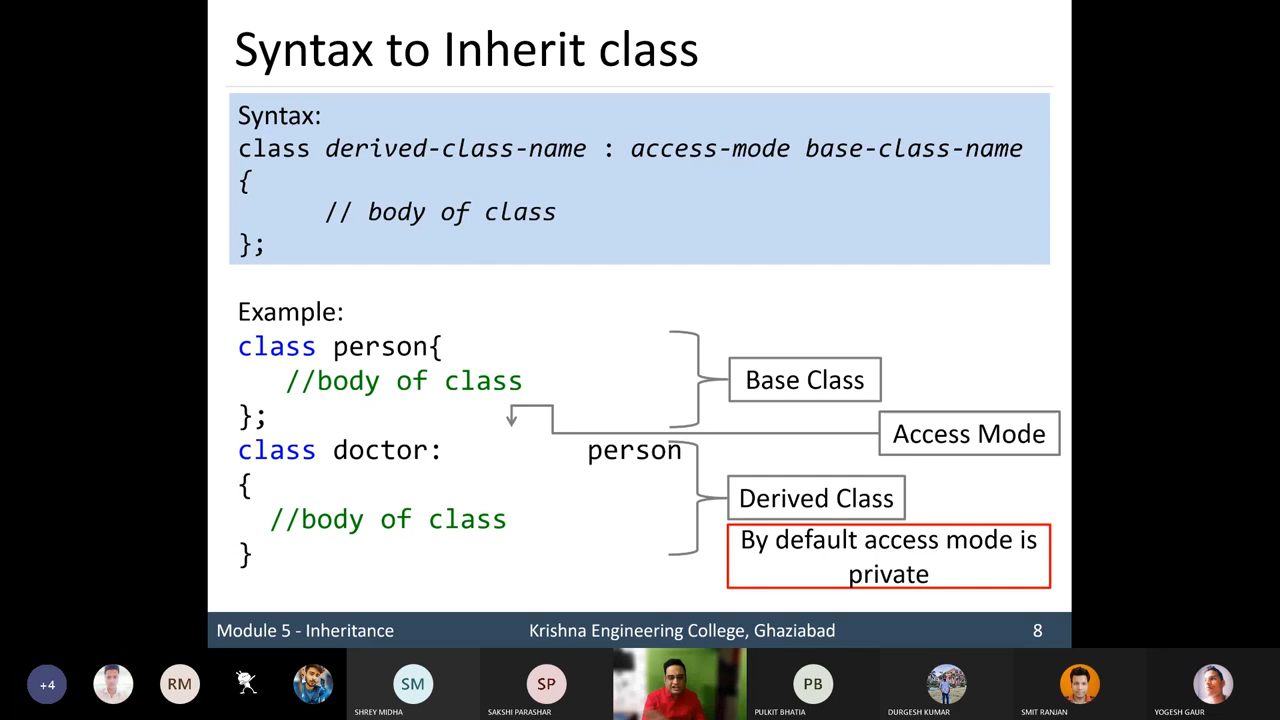 Syntax to Inherit class
Syntax:
class derived-class-name : access-mode base-class-name
{
// body of class
};
Example:
class person{
//body of class
};
Base Class
Access Mode
class doctor: person
{
//body of class
}
Derived Class
By default access mode is
private
Module 5 - Inheritance Krishna Engineering College, Ghaziabad 8
+4 RM SM SP PB
SHREY MIDHA SAKSHI PARASHAR PULKIT BHATIA DURGESH KUMAR SMIT RANJAN YOGESH GAUR